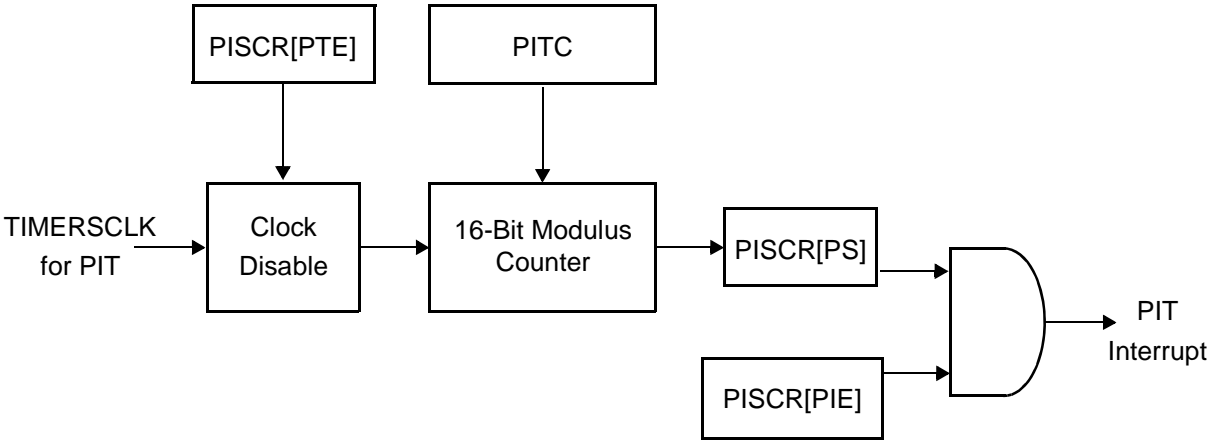 PISCR[PTE]
PITC
TIMERSCLK
for PIT
Clock
Disable
16-Bit Modulus
Counter
PISCR[PS]
PISCR[PIE]
PIT
Interrupt